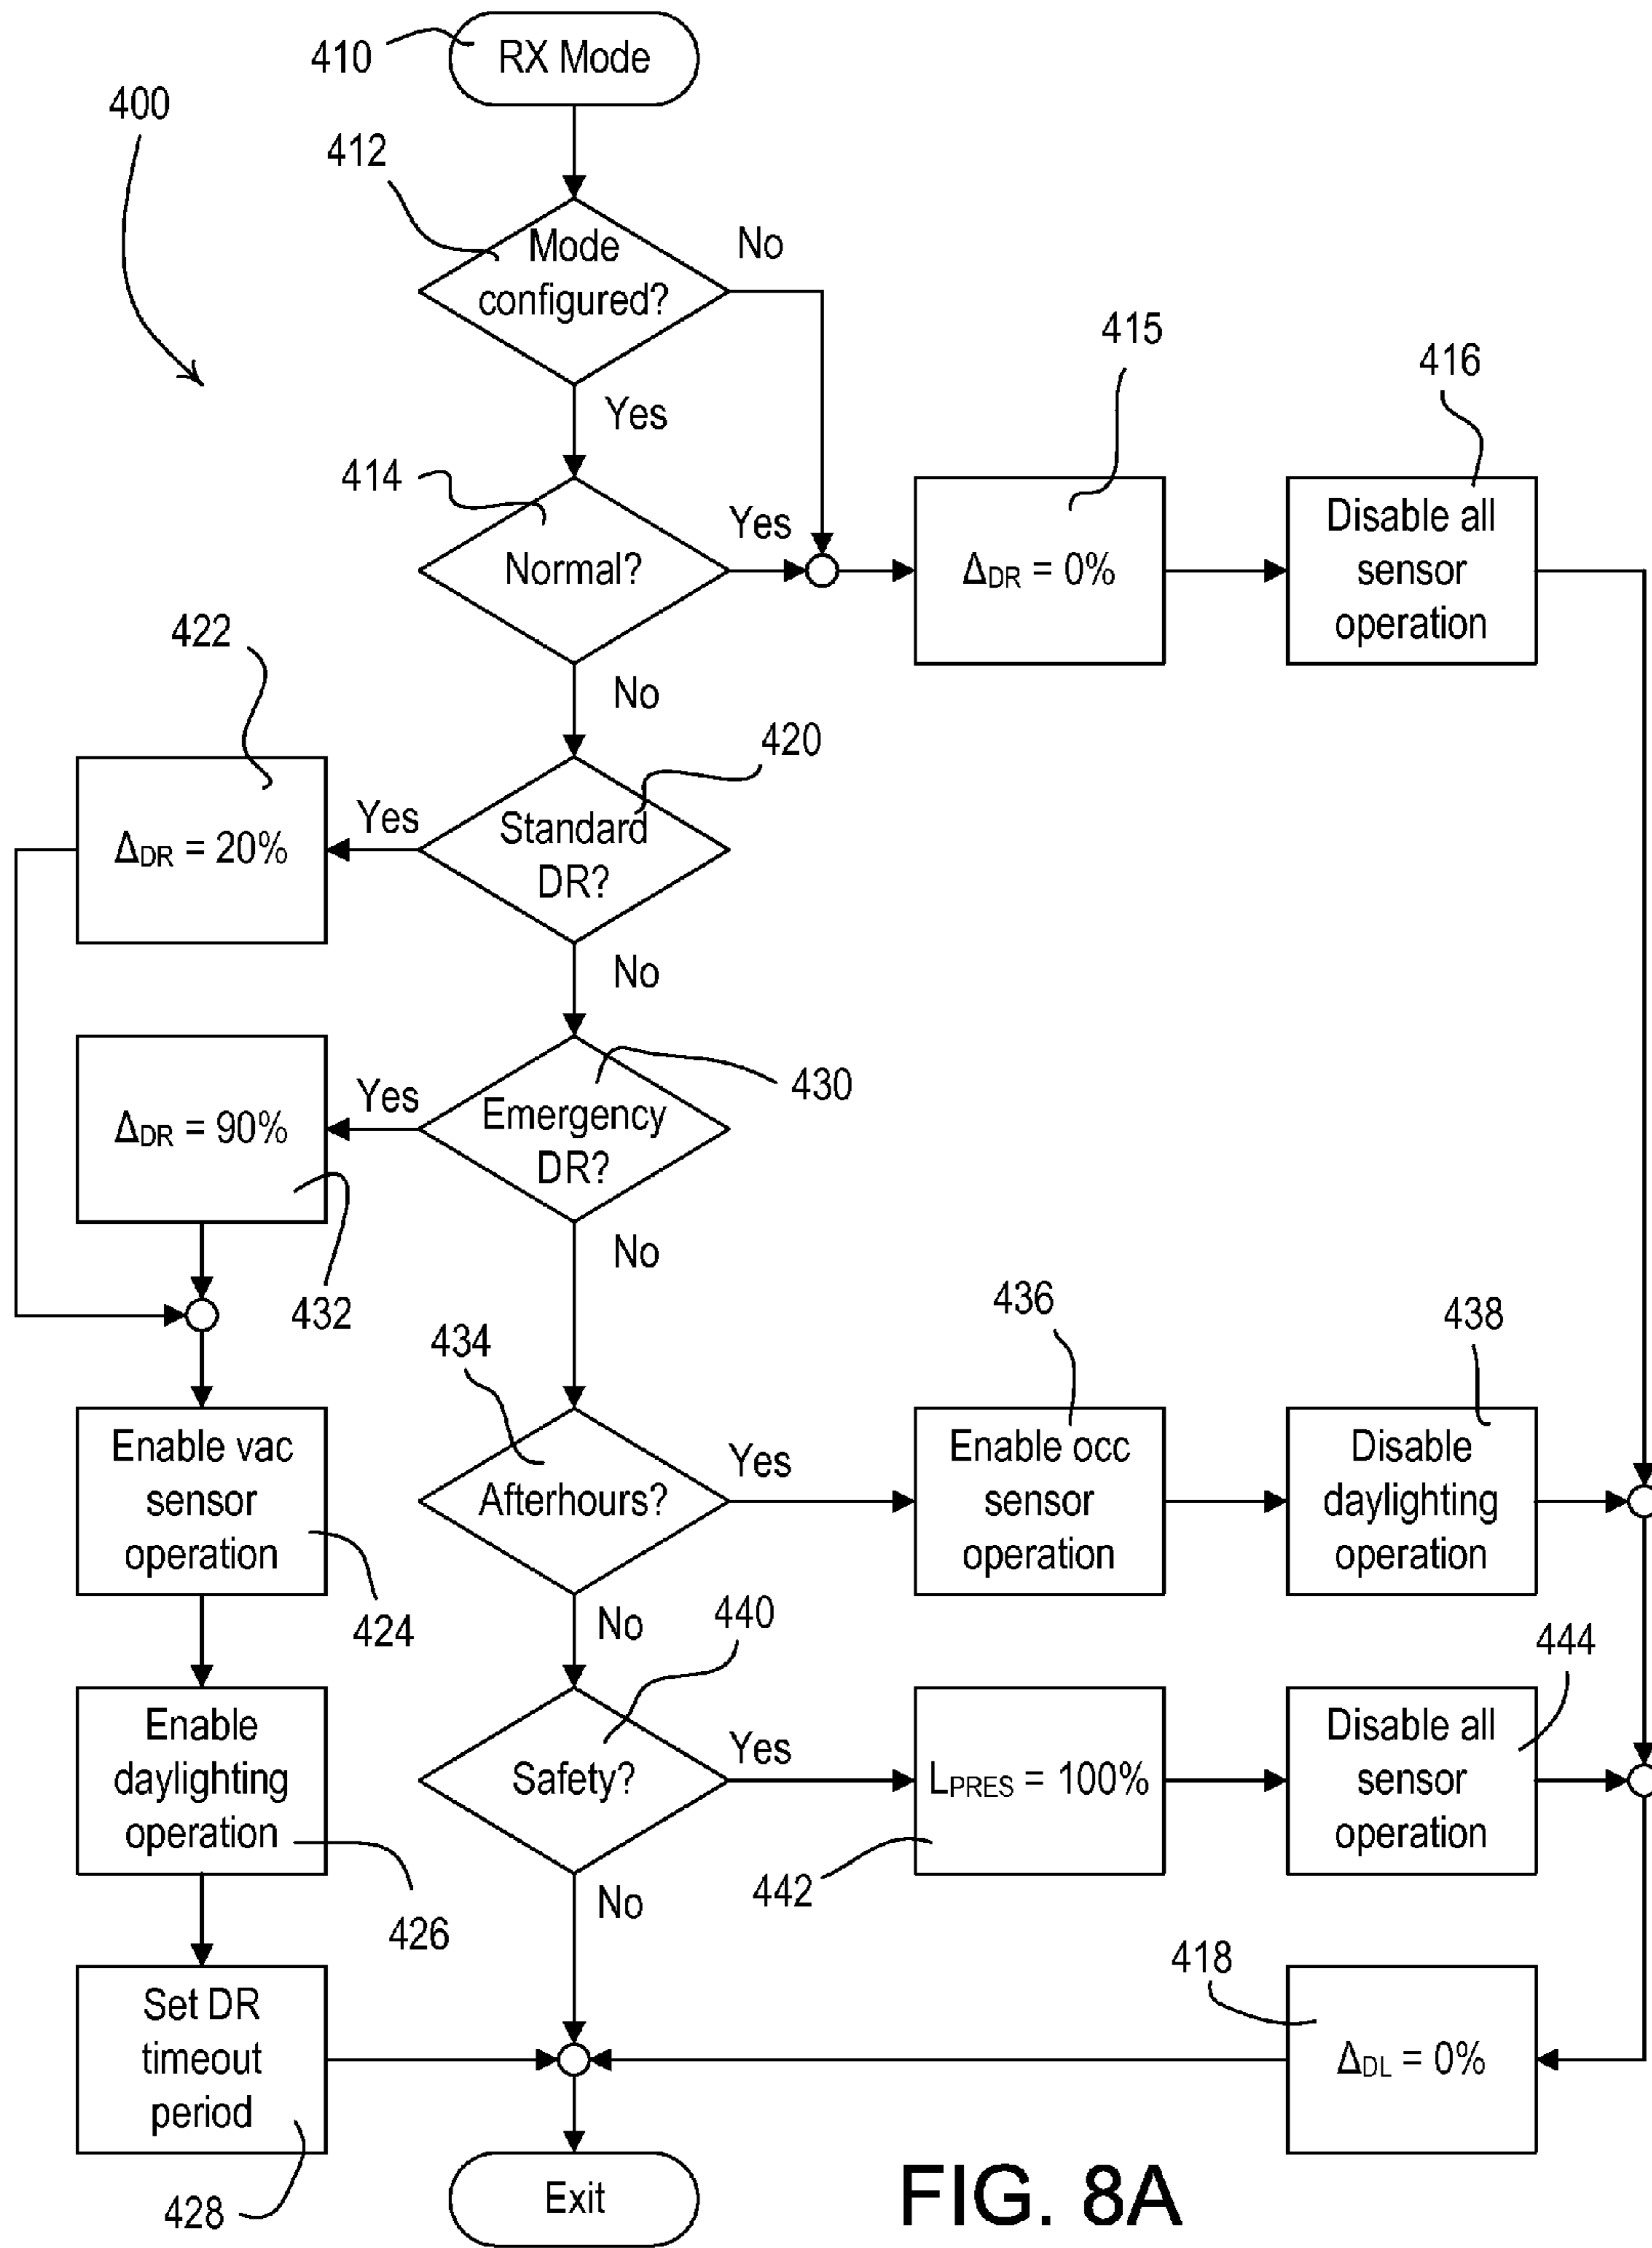 410
RX Mode
400
412
Mode
configured?
No
Yes
415
416
414
Normal?
Yes
ΔDR = 0%
Disable all
sensor
operation
No
422
420
ΔDR = 20%
Yes
Standard
DR?
No
430
ΔDR = 90%
Yes
Emergency
DR?
No
432
434
436
438
Enable vac
sensor
operation
Afterhours?
Yes
Enable occ
sensor
operation
Disable
daylighting
operation
424
No
440
444
Enable
daylighting
operation
Safety?
Yes
LPRES = 100%
Disable all
sensor
operation
442
426
No
418
Set DR
timeout
period
ΔDL = 0%
428
Exit
FIG. 8A